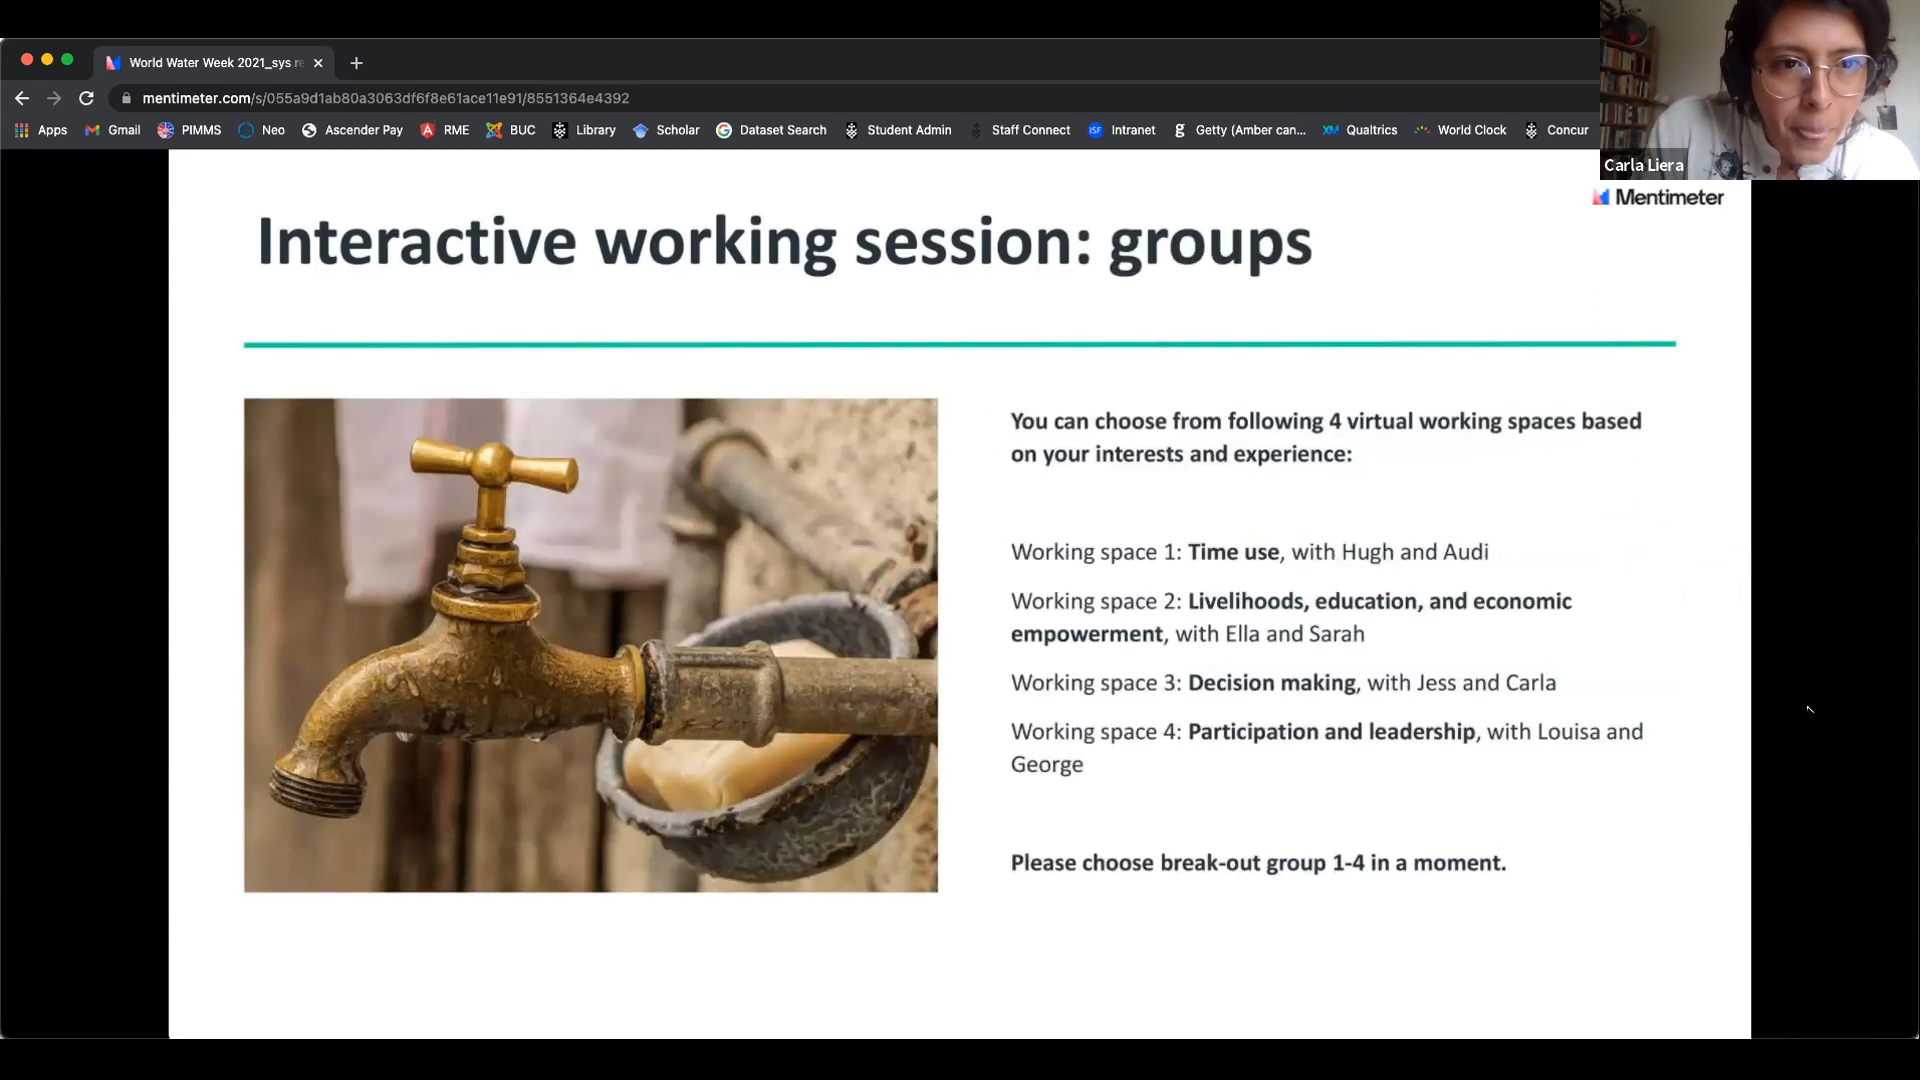 World Water Week 2021_sys re
mentimeter.com/s/055a9d1ab80a3063df6f8e61ace11e91/8551364e4392
Apps Gmail PIMMS Neo Ascender Pay RME BUC Library Scholar Dataset Search Student Admin Staff Connect Intranet Getty (Amber can... Qualtrics World Clock Concur
Carla Liera
Mentimeter
Interactive working session: groups
You can choose from following 4 virtual working spaces based
on your interests and experience:
Working space 1: Time use, with Hugh and Audi
Working space 2: Livelihoods, education, and economic
empowerment, with Ella and Sarah
Working space 3: Decision making, with Jess and Carla
Working space 4: Participation and leadership, with Louisa and
George
Please choose break-out group 1-4 in a moment.